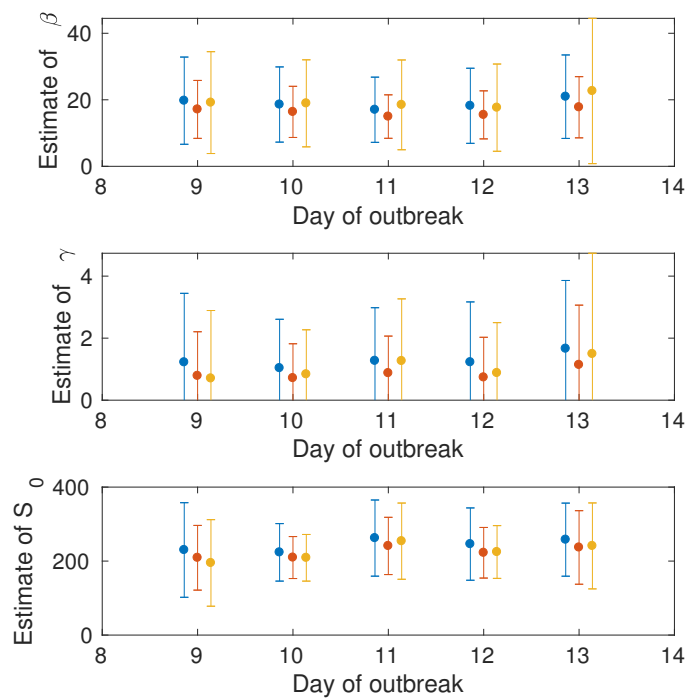 Estimate of β
40
20
0
8 9 10 11 12 13 14
Day of outbreak
Estimate of γ
4
2
0
8 9 10 11 12 13 14
Day of outbreak
Estimate of S 0
400
200
0
8 9 10 11 12 13 14
Day of outbreak